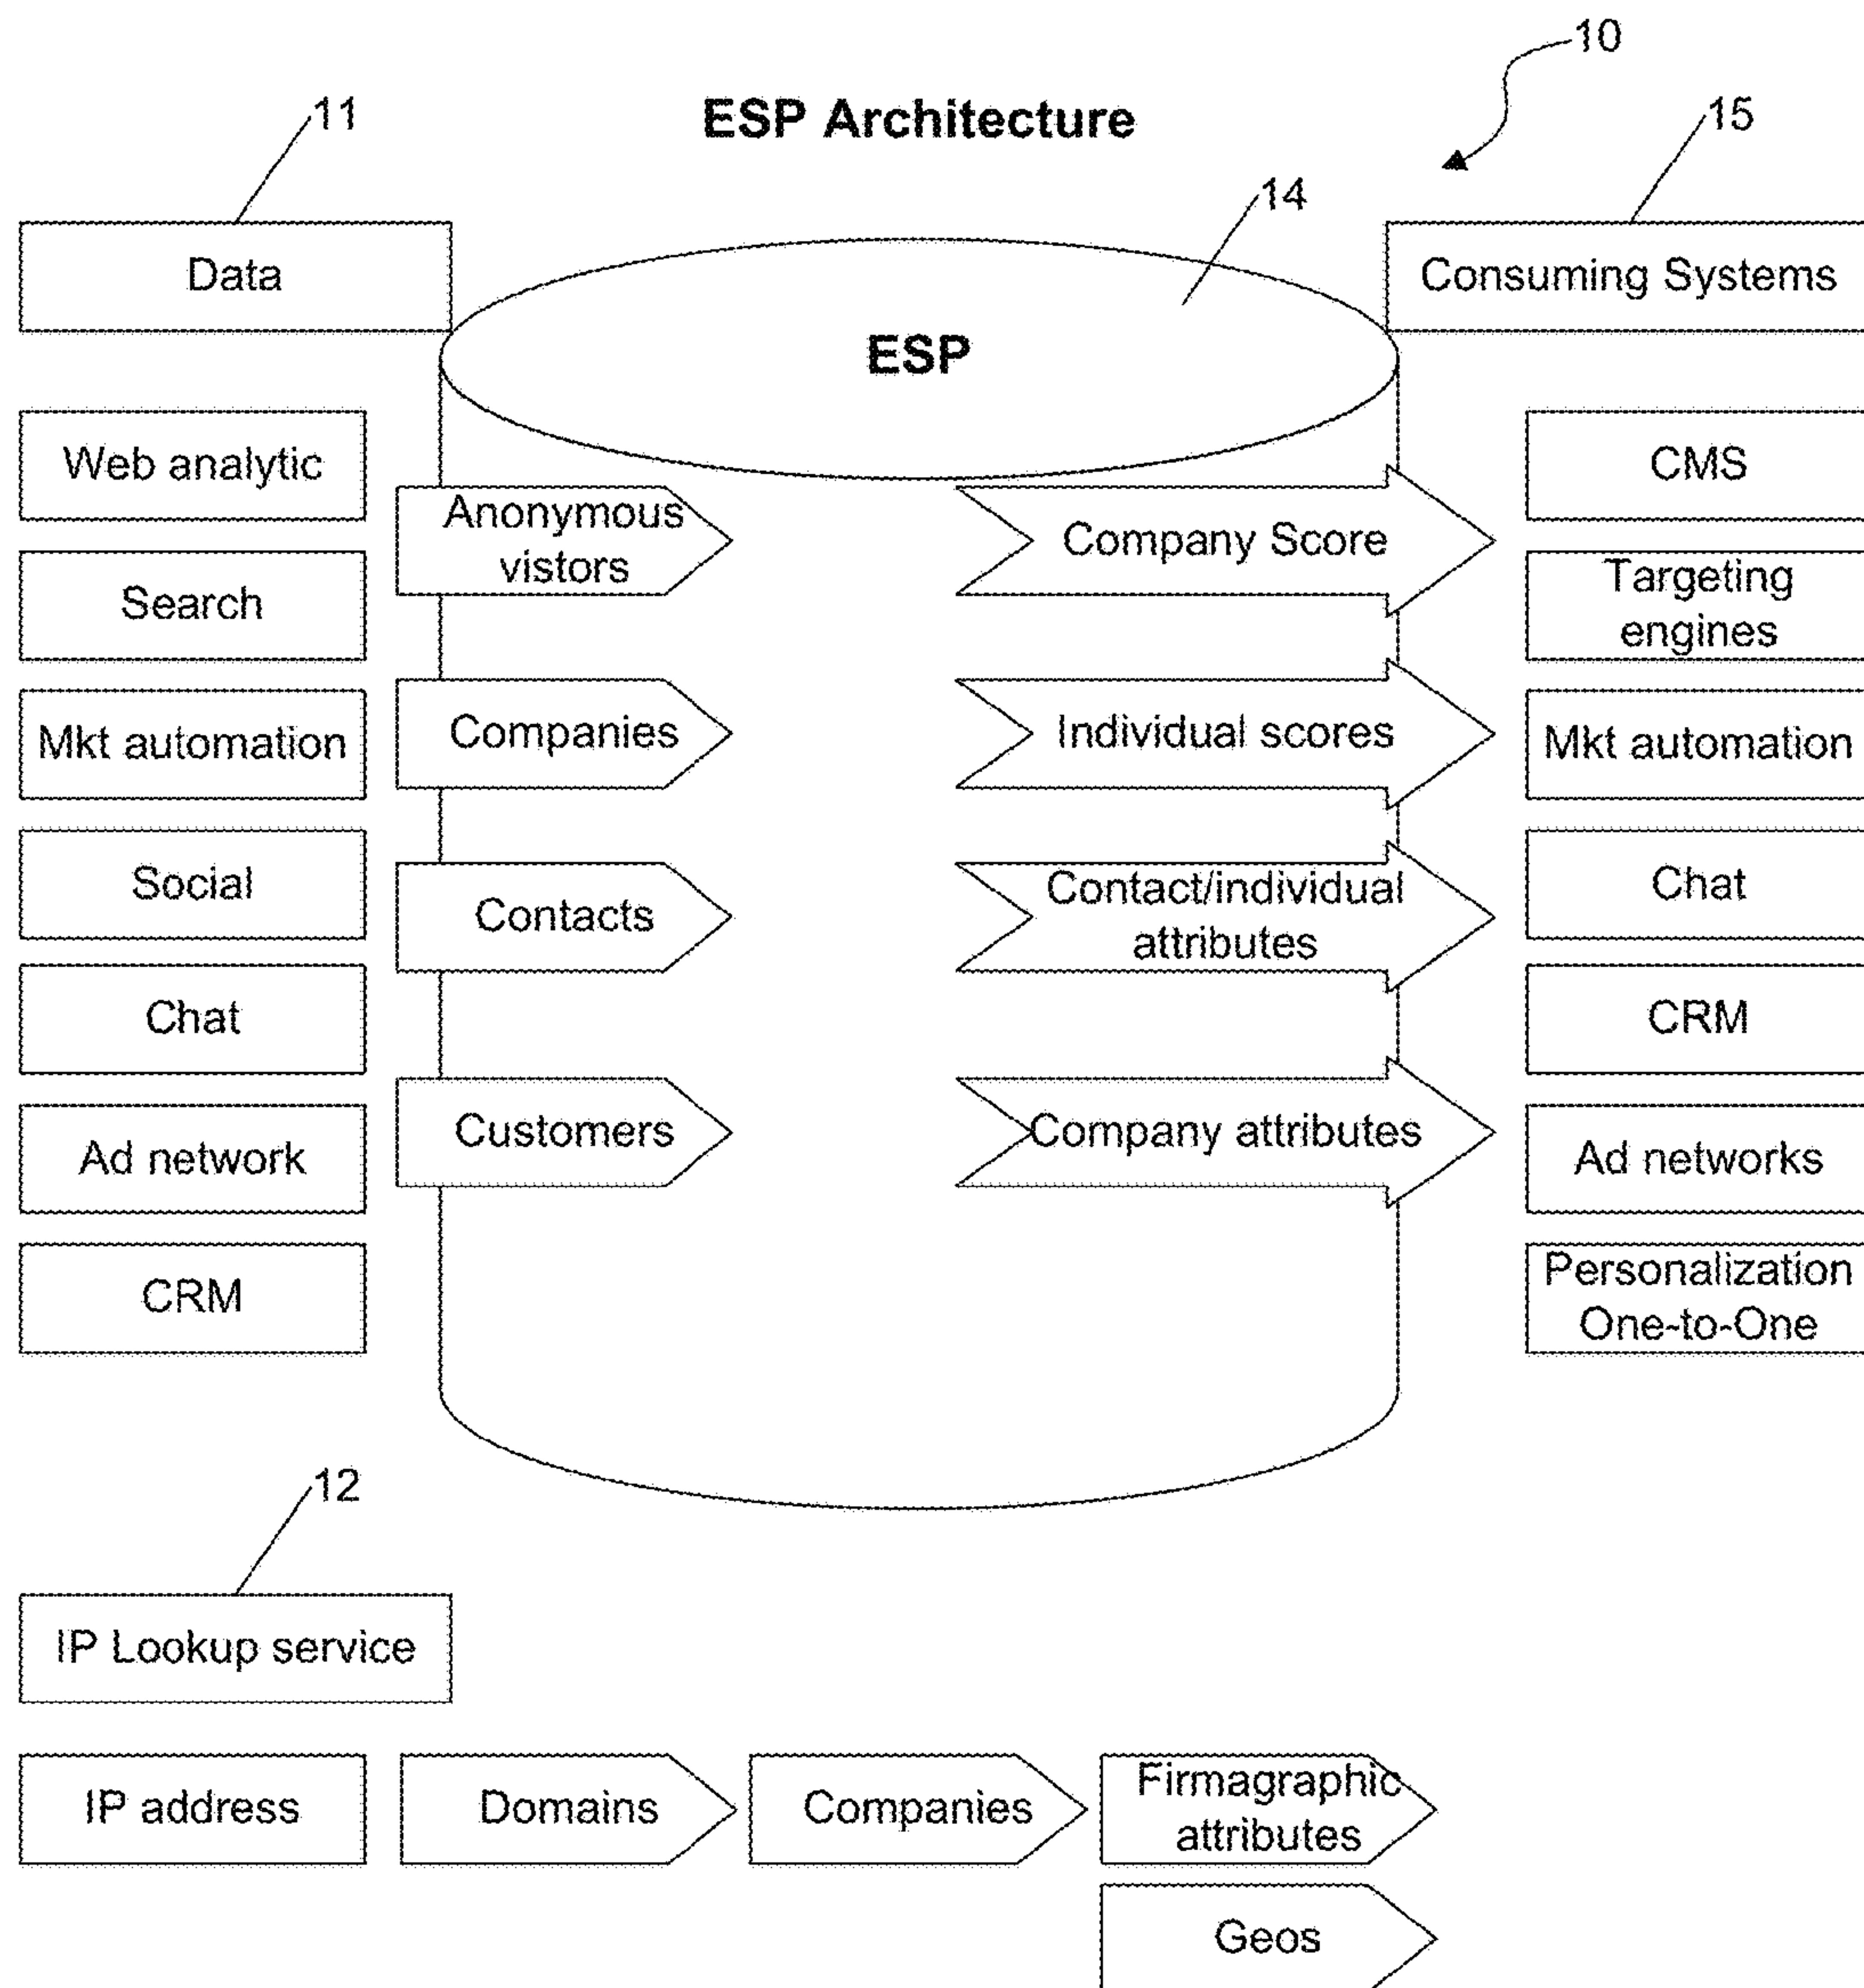 10
ESP Architecture
11
15
14
Data
Consuming Systems
ESP
Web analytic
Search
Mkt automation
Social
Chat
Ad network
CRM
Anonymous
vistors
Companies
Contacts
Customers
Company Score
Individual scores
Contact/individual
attributes
Company attributes
CMS
Targeting
engines
Mkt automation
Chat
CRM
Ad networks
Personalization
One-to-One
12
IP Lookup service
IP address
Domains
Companies
Firmagraphic
attributes
Geos